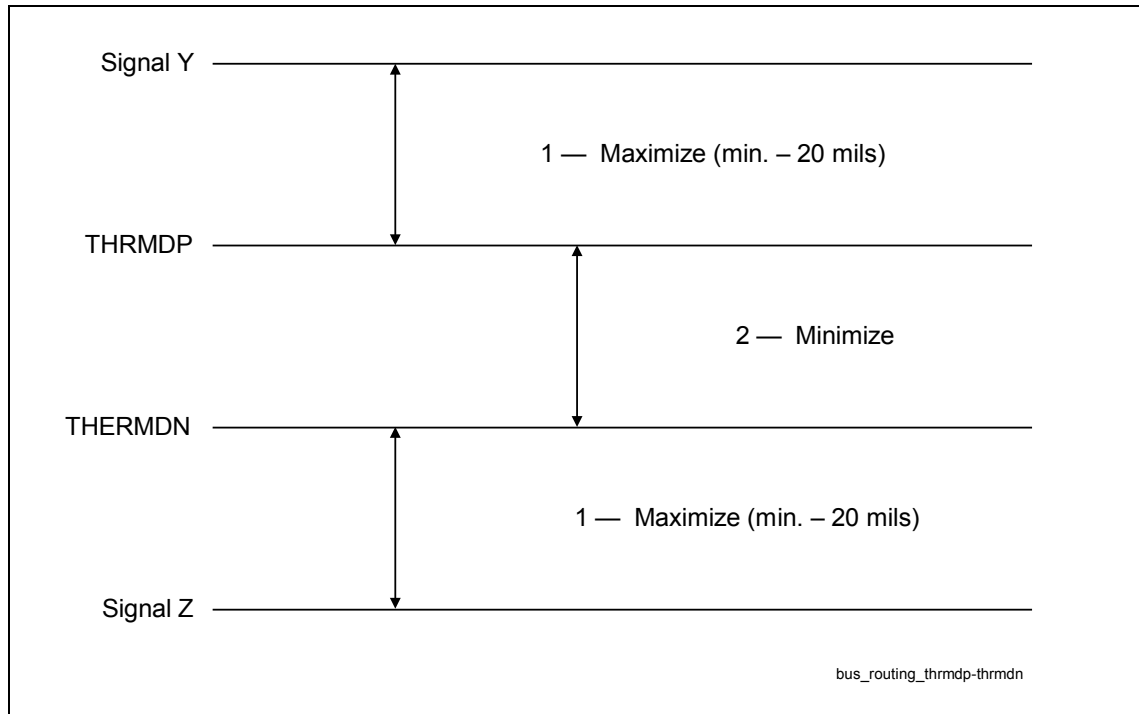 Signal Y
1 — Maximize (min. – 20 mils)
THRMDP
2 — Minimize
THERMDN
1 — Maximize (min. – 20 mils)
Signal Z
bus_routing_thrmdp-thrmdn